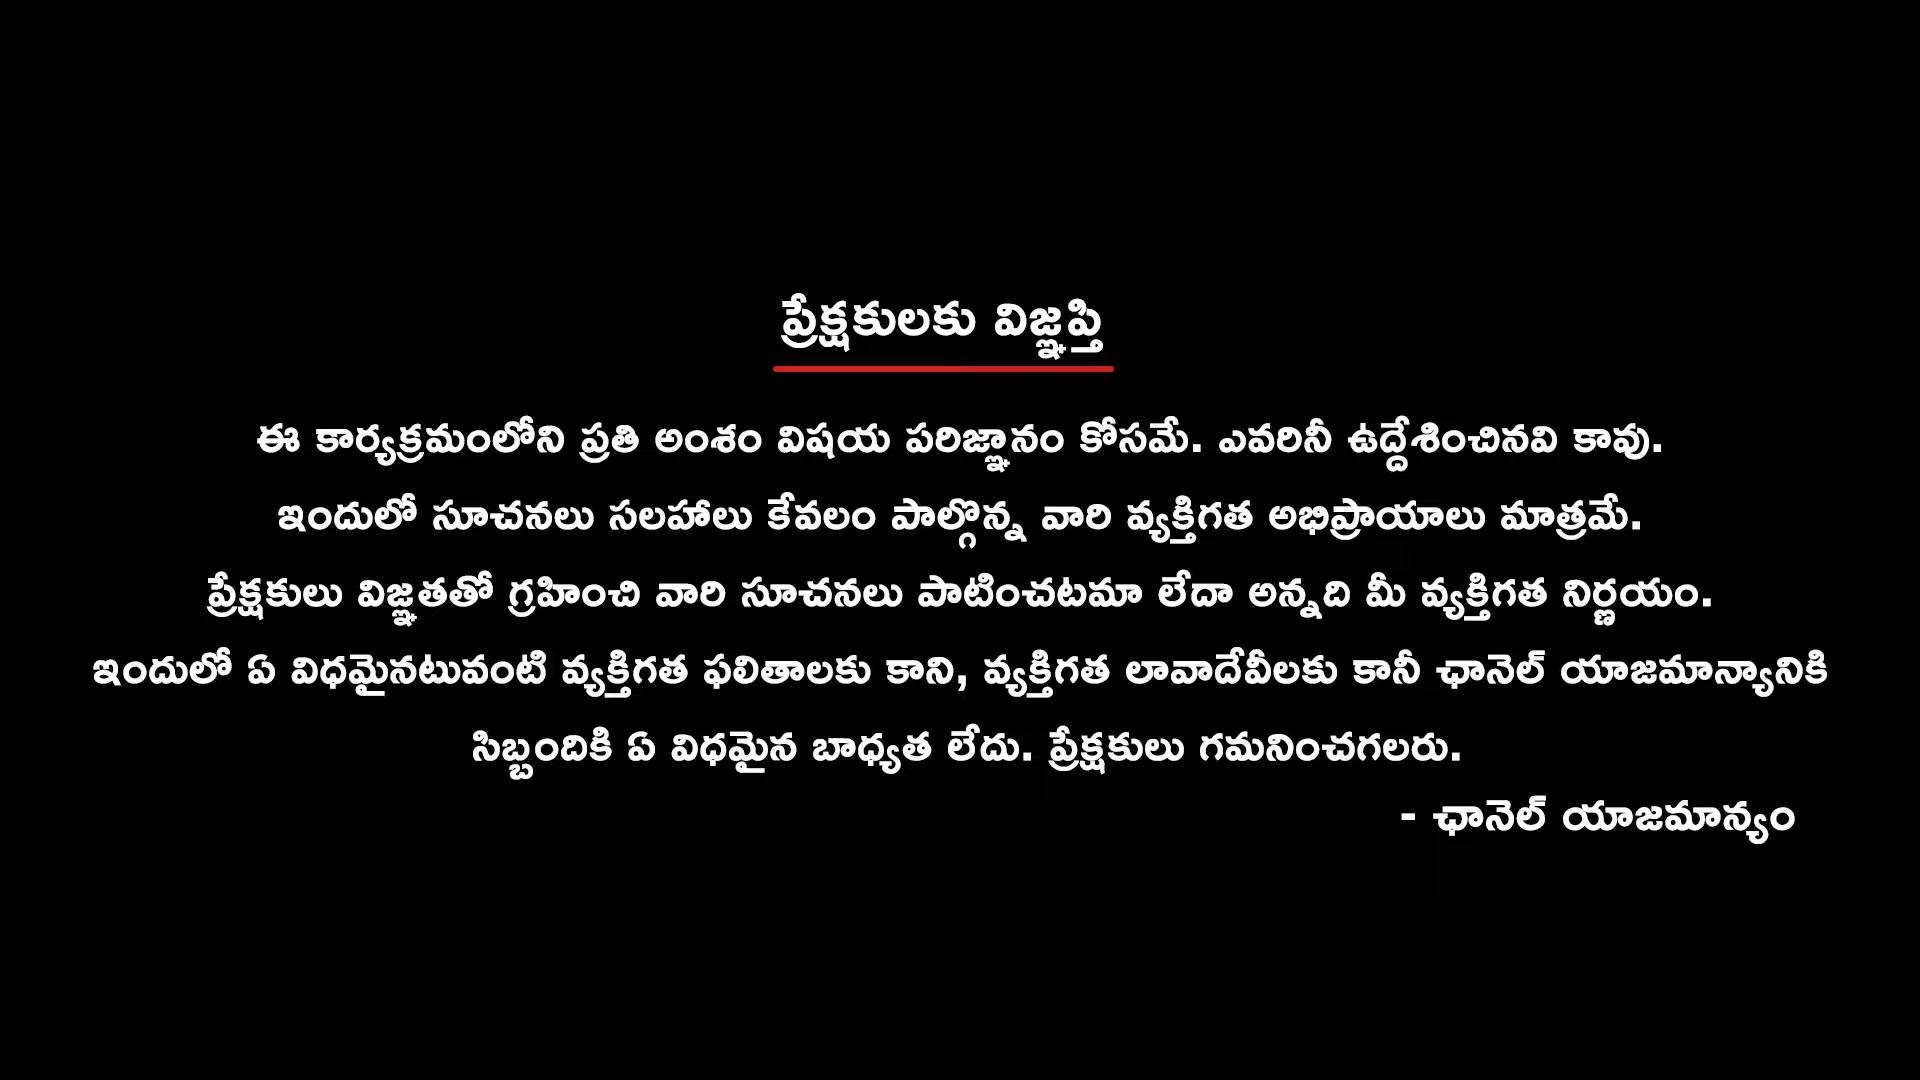 ప్రేక్షకులకు విజ్ఞప్తి
ఈ కార్యక్రమంలోని ప్రతి అంశం విషయ పరిజ్ఞానం కోసమే. ఎవరినీ ఉద్దేశించినవి కావు.
ఇందులో సూచనలు సలహాలు కేవలం పాల్గొన్న వారి వ్యక్తిగత అభిప్రాయాలు మాత్రమే.
ప్రేక్షకులు విజ్ఞతతో గ్రహించి వారి సూచనలు పాటించటమా లేదా అన్నది మీ వ్యక్తిగత నిర్ణయం.
ఇందులో ఏ విధమైనటువంటి వ్యక్తిగత ఫలితాలకు కాని, వ్యక్తిగత లావాదేవీలకు కానీ ఛానెల్ యాజమాన్యానికి
సిబ్బందికి ఏ విధమైన బాధ్యత లేదు. ప్రేక్షకులు గమనించగలరు.
- ఛానెల్ యాజమాన్యం